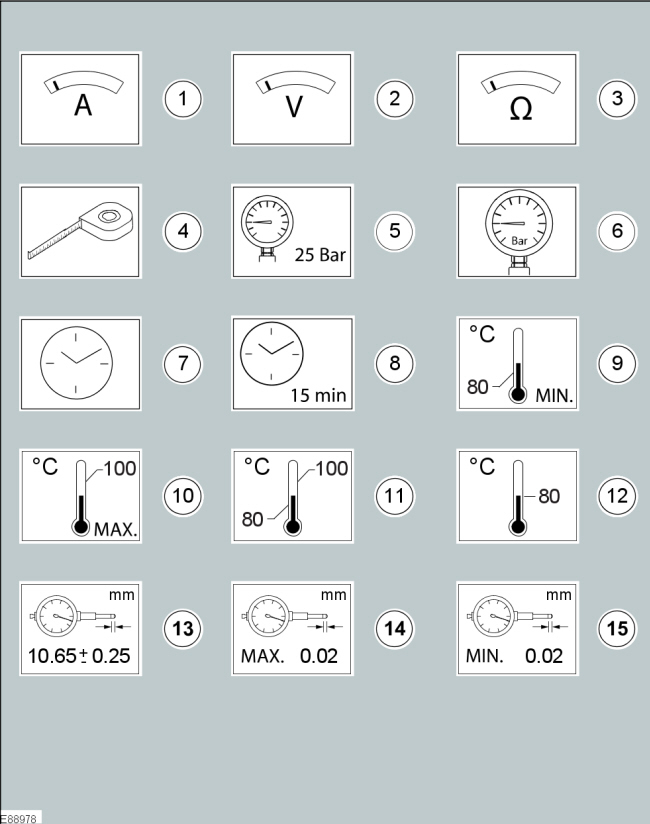 A 1 V 2 Ω 3
4 25 Bar 5 Bar 6
7 15 min 8 °C 80 MIN. 9
°C 100 MAX. 10 °C 100 80 11 °C 80 12
mm 10.65 ± 0.25 13 mm MAX. 0.02 14 mm MIN. 0.02 15
E88978